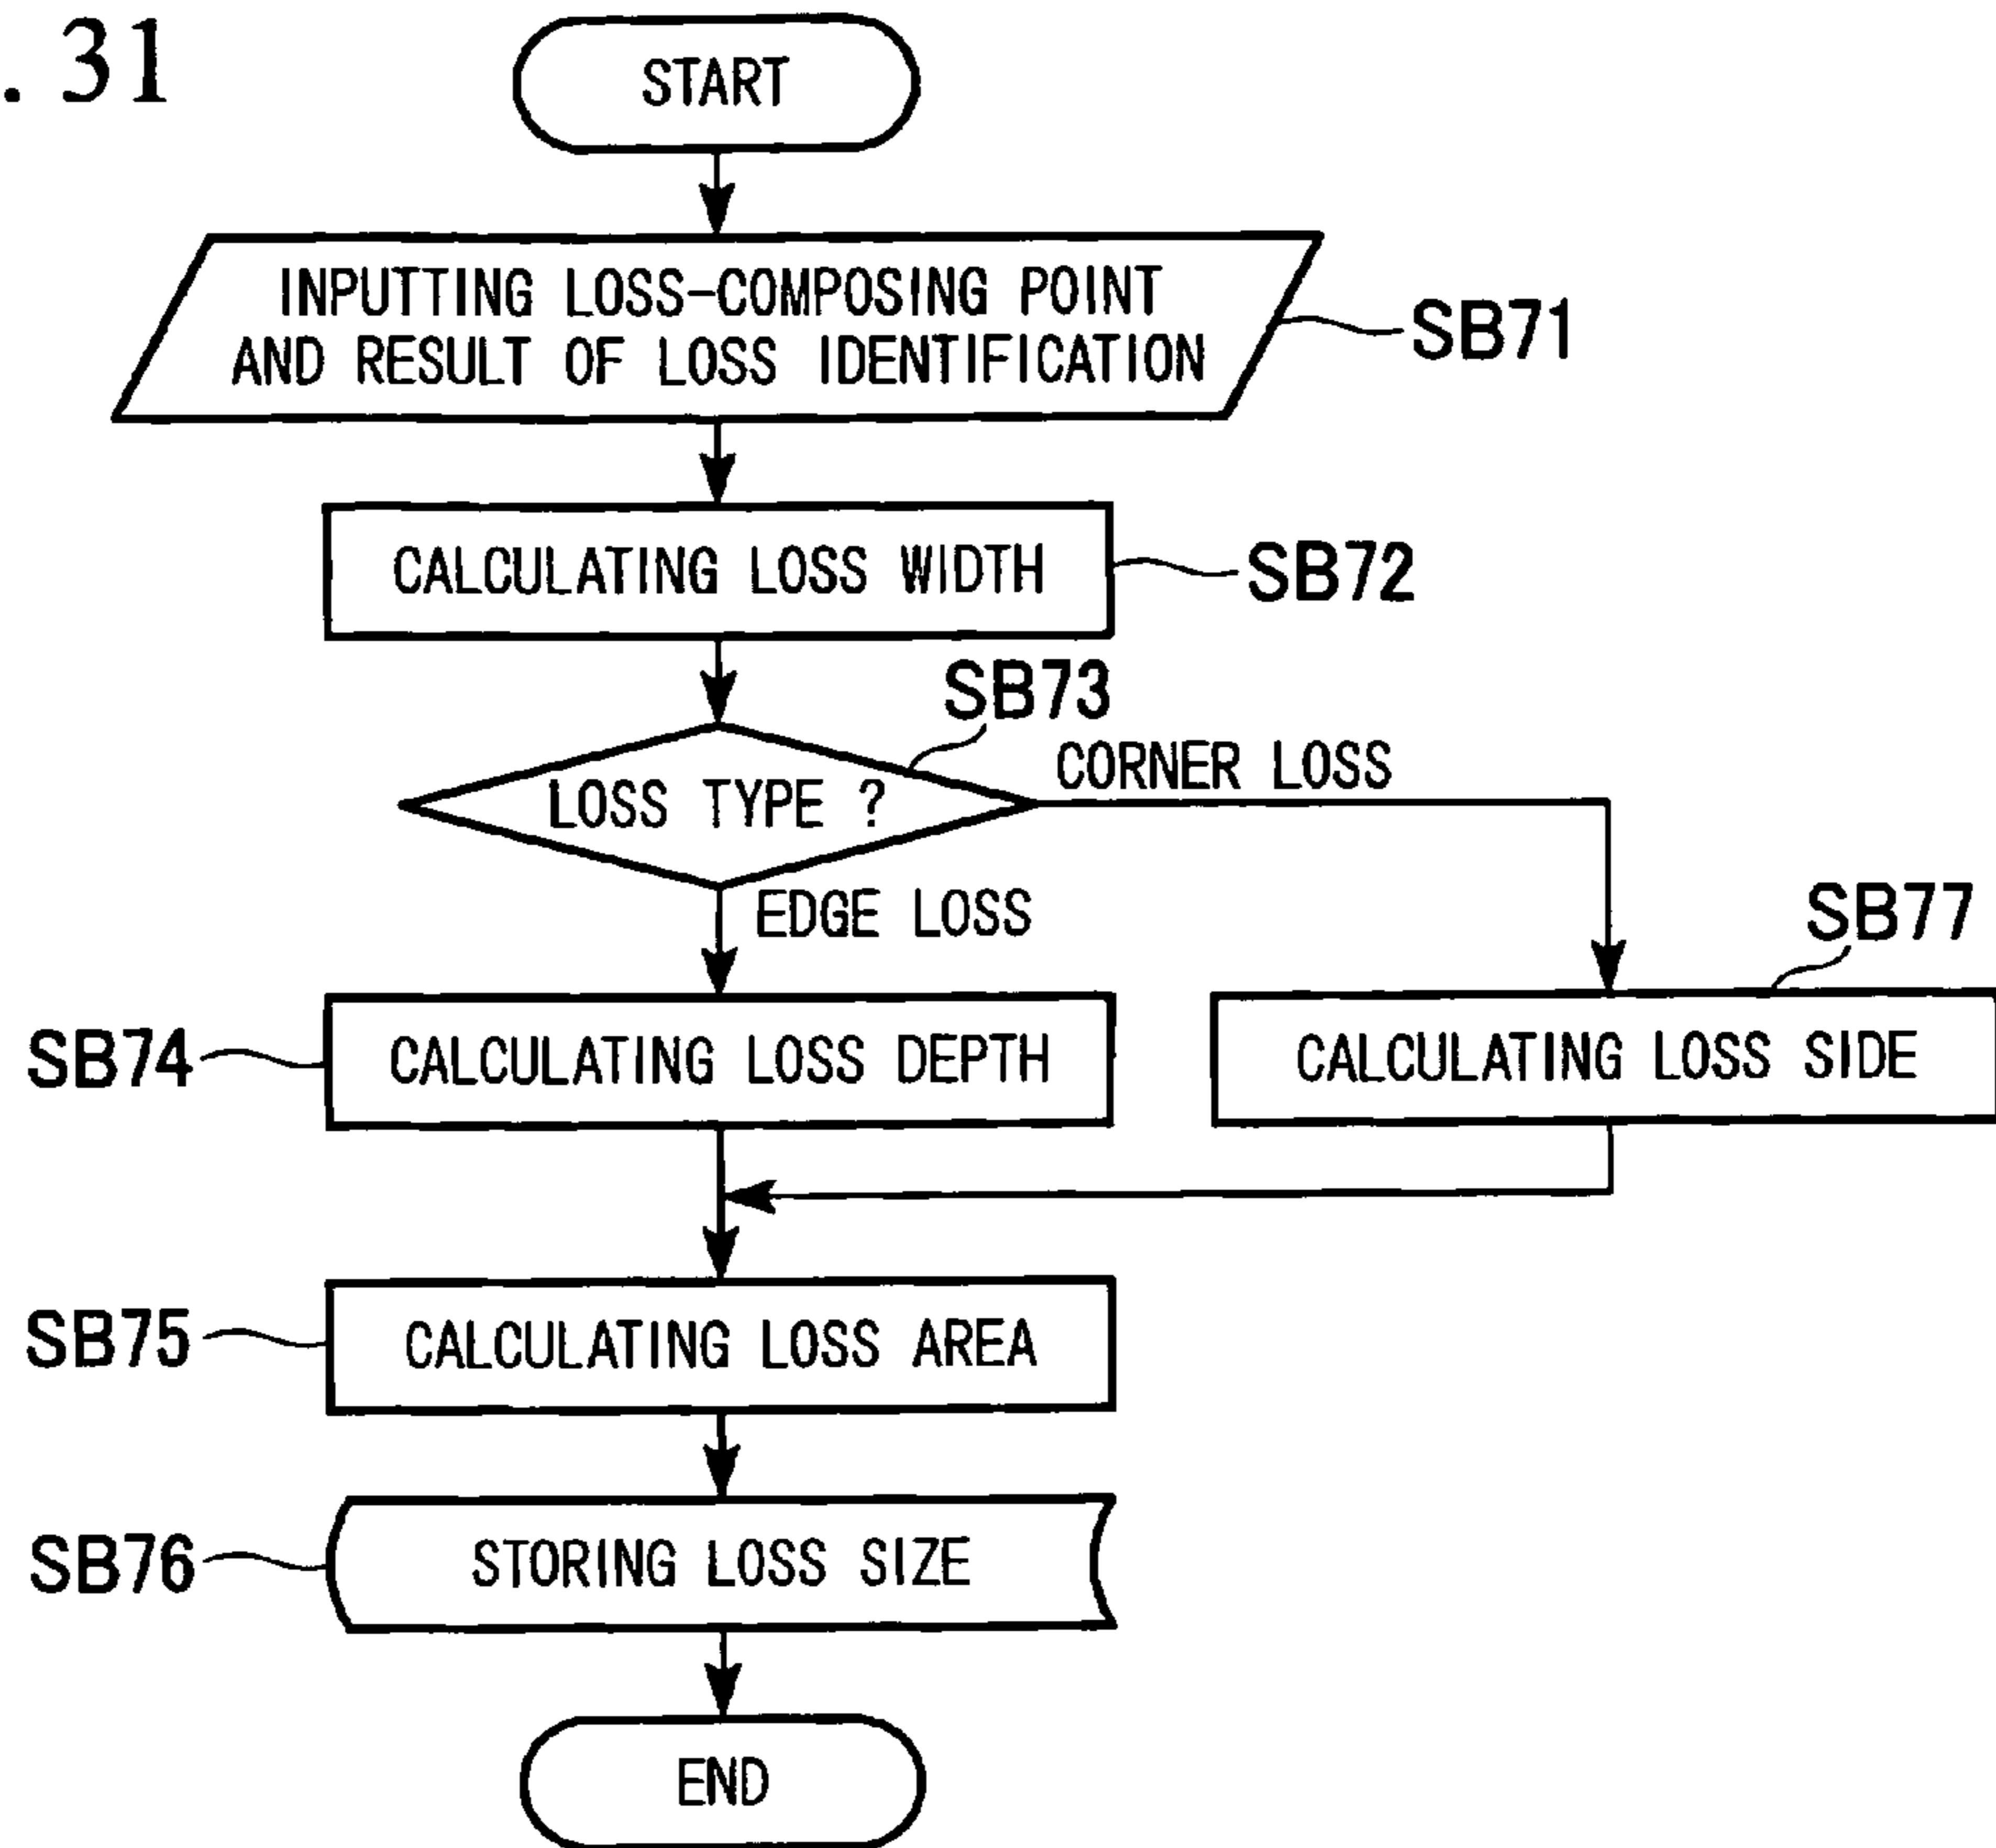 . 31
START
INPUTTING LOSS-COMPOSING POINT
AND RESULT OF LOSS IDENTIFICATION
SB71
CALCULATING LOSS WIDTH
SB72
SB73
LOSS TYPE ?
CORNER LOSS
EDGE LOSS
SB77
SB74
CALCULATING LOSS DEPTH
CALCULATING LOSS SIDE
SB75
CALCULATING LOSS AREA
SB76
STORING LOSS SIZE
END